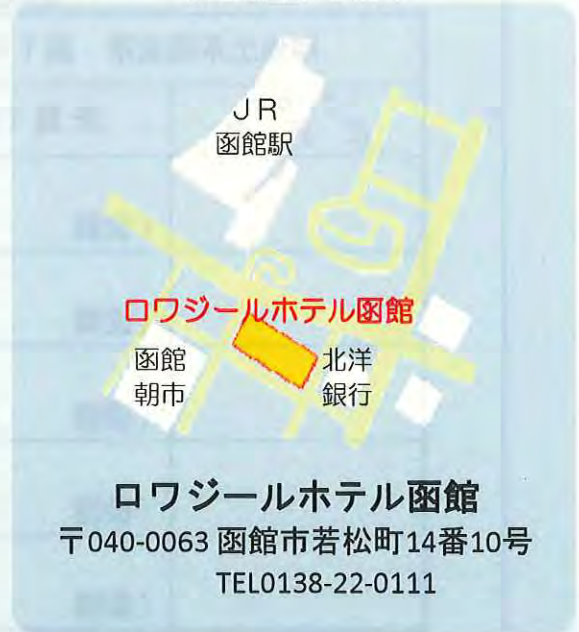 JR
函館駅
ロワジールホテル函館
函館
朝市
北洋
銀行
ロワジールホテル函館
〒040-0063 函館市若松町14番10号
TEL0138-22-0111